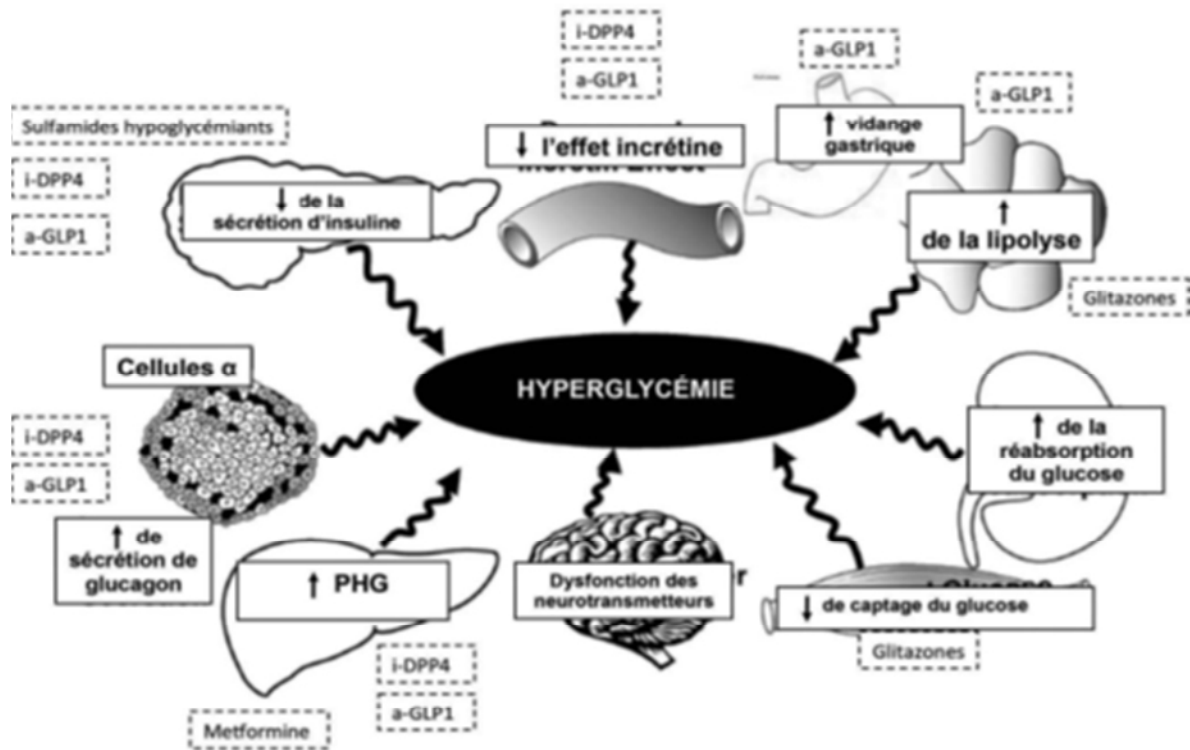 i-DPP4
a-GLP1
a-GLP1
a-GLP1
Sulfamides hypoglycémiants
i-DPP4
a-GLP1
↓ de la
sécrétion d'insuline
↓ l'effet incrétine
↑ vidange
gastrique
↑
de la lipolyse
Glitazones
Cellules α
i-DPP4
a-GLP1
↑ de
sécrétion de
glucagon
HYPERGLYCÉMIE
↑ de la
réabsorption
du glucose
↑ PHG
Dysfonction des
neurotransmetteurs
↓ de captage du glucose
Glitazones
i-DPP4
a-GLP1
Metformine